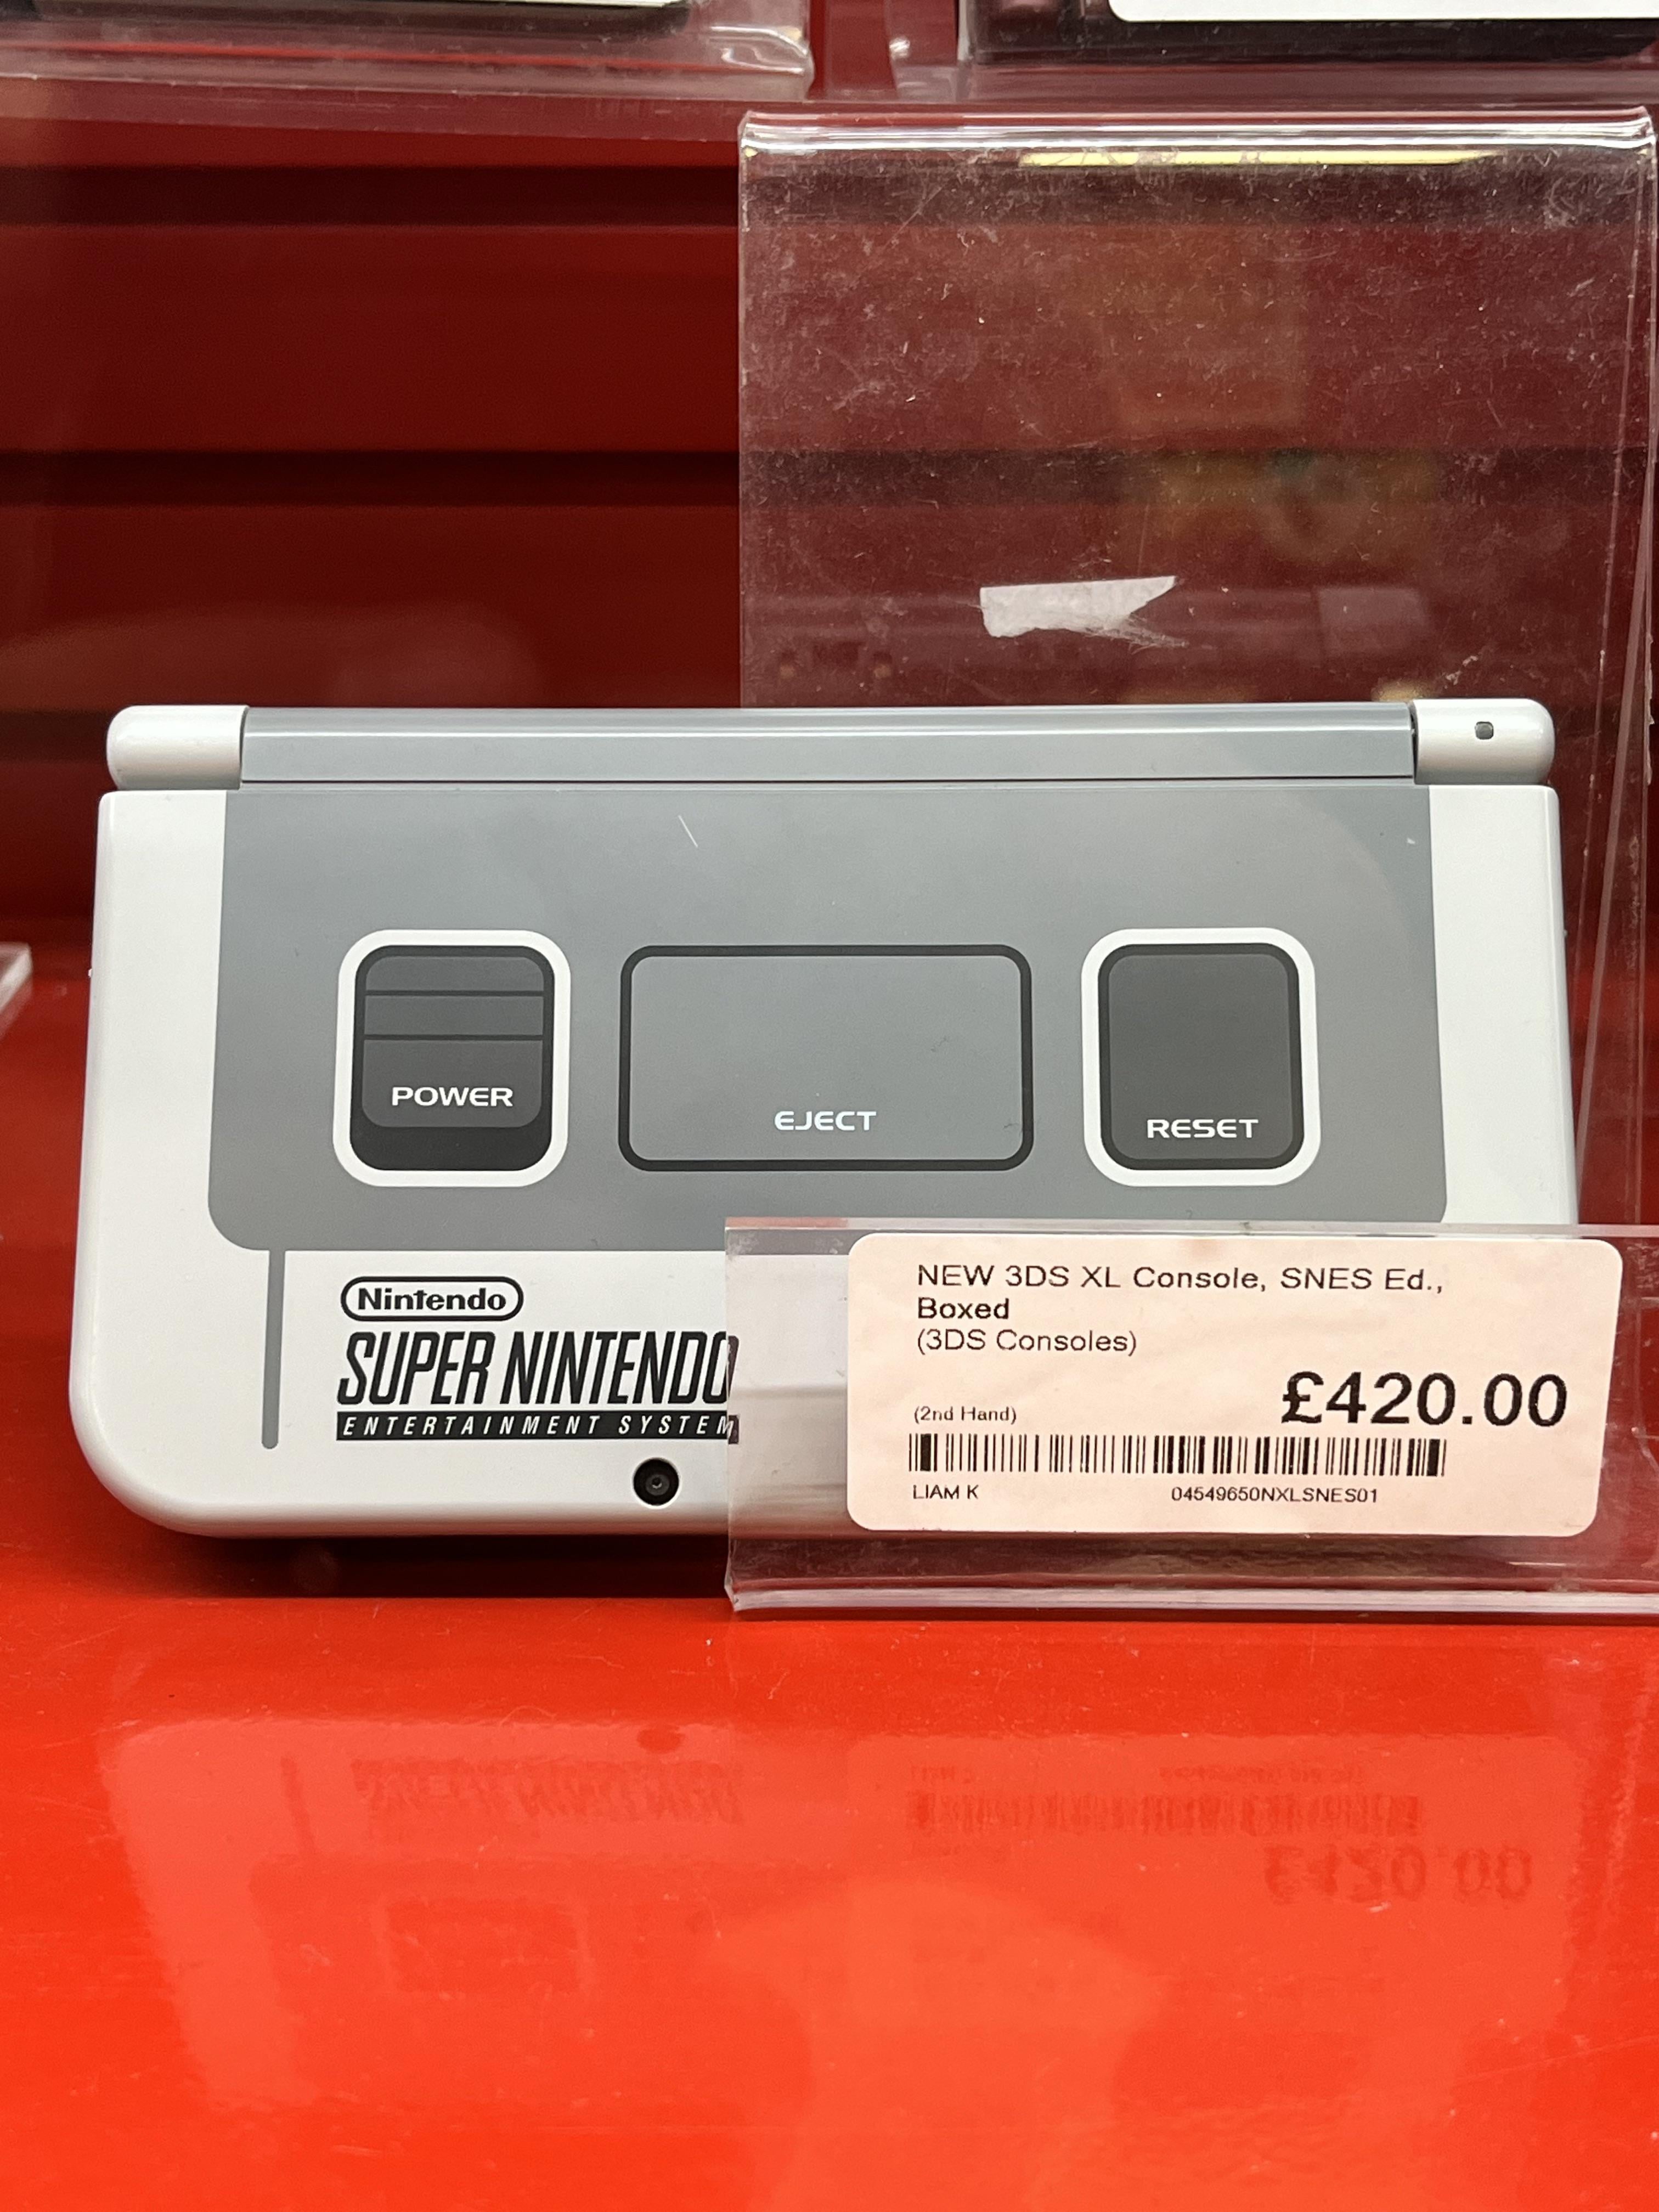 POWER
EJECT
RESET
Nintendo
SUPER NINTENDO
ENTERTAINMENT SYSTEM
NEW 3DS XL Console, SNES Ed.,
Boxed
(3DS Consoles)
£420.00
(2nd Hand)
LIAM K 04549650NXLSNES01